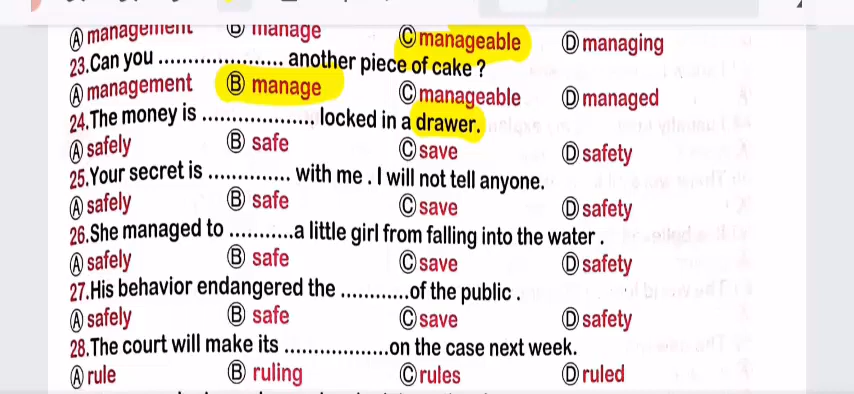 Ⓐ management Ⓑ manage Ⓒ manageable Ⓓ managing
23.Can you ...................... another piece of cake ?
Ⓐ management Ⓑ manage Ⓒ manageable Ⓓ managed
24.The money is .................... locked in a drawer.
Ⓐ safely Ⓑ safe Ⓒ save Ⓓ safety
25.Your secret is .............. with me . I will not tell anyone.
Ⓐ safely Ⓑ safe Ⓒ save Ⓓ safety
26.She managed to ...........a little girl from falling into the water .
Ⓐ safely Ⓑ safe Ⓒ save Ⓓ safety
27.His behavior endangered the ............of the public .
Ⓐ safely Ⓑ safe Ⓒ save Ⓓ safety
28.The court will make its ..................on the case next week.
Ⓐ rule Ⓑ ruling Ⓒ rules Ⓓ ruled